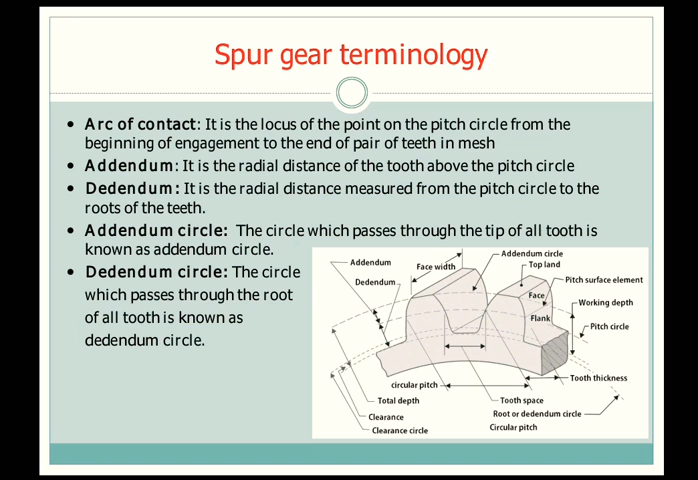 Spur gear terminology
• Arc of contact: It is the locus of the point on the pitch circle from the
beginning of engagement to the end of pair of teeth in mesh
• Addendum: It is the radial distance of the tooth above the pitch circle
• Dedendum: It is the radial distance measured from the pitch circle to the
roots of the teeth.
• Addendum circle: The circle which passes through the tip of all tooth is
known as addendum circle.
• Dedendum circle: The circle
which passes through the root
of all tooth is known as
dedendum circle.
Addendum
Face width
Addendum circle
Top land
Dedendum
Pitch surface element
Face
Working depth
Flank
Pitch circle
circular pitch
Tooth thickness
Total depth
Tooth space
Clearance
Root or dedendum circle
Clearance circle
Circular pitch